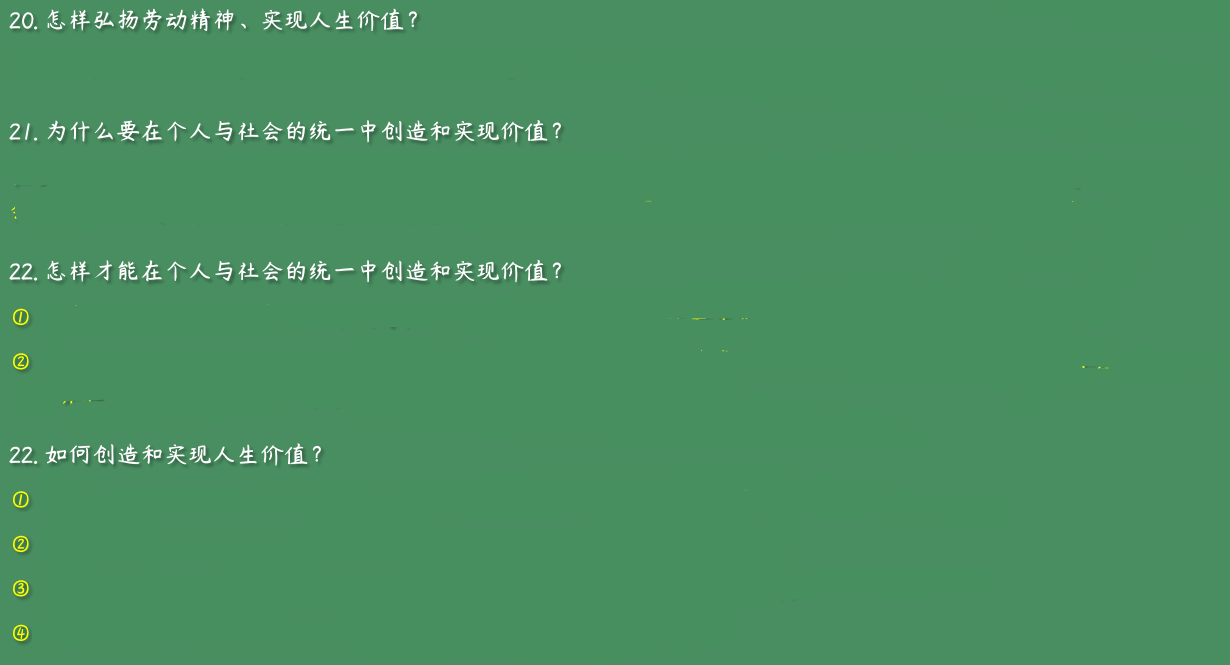 20. 怎样弘扬劳动精神、实现人生价值？
21. 为什么要在个人与社会的统一中创造和实现价值？
22. 怎样才能在个人与社会的统一中创造和实现价值？
①
②
22. 如何创造和实现人生价值？
①
②
③
④